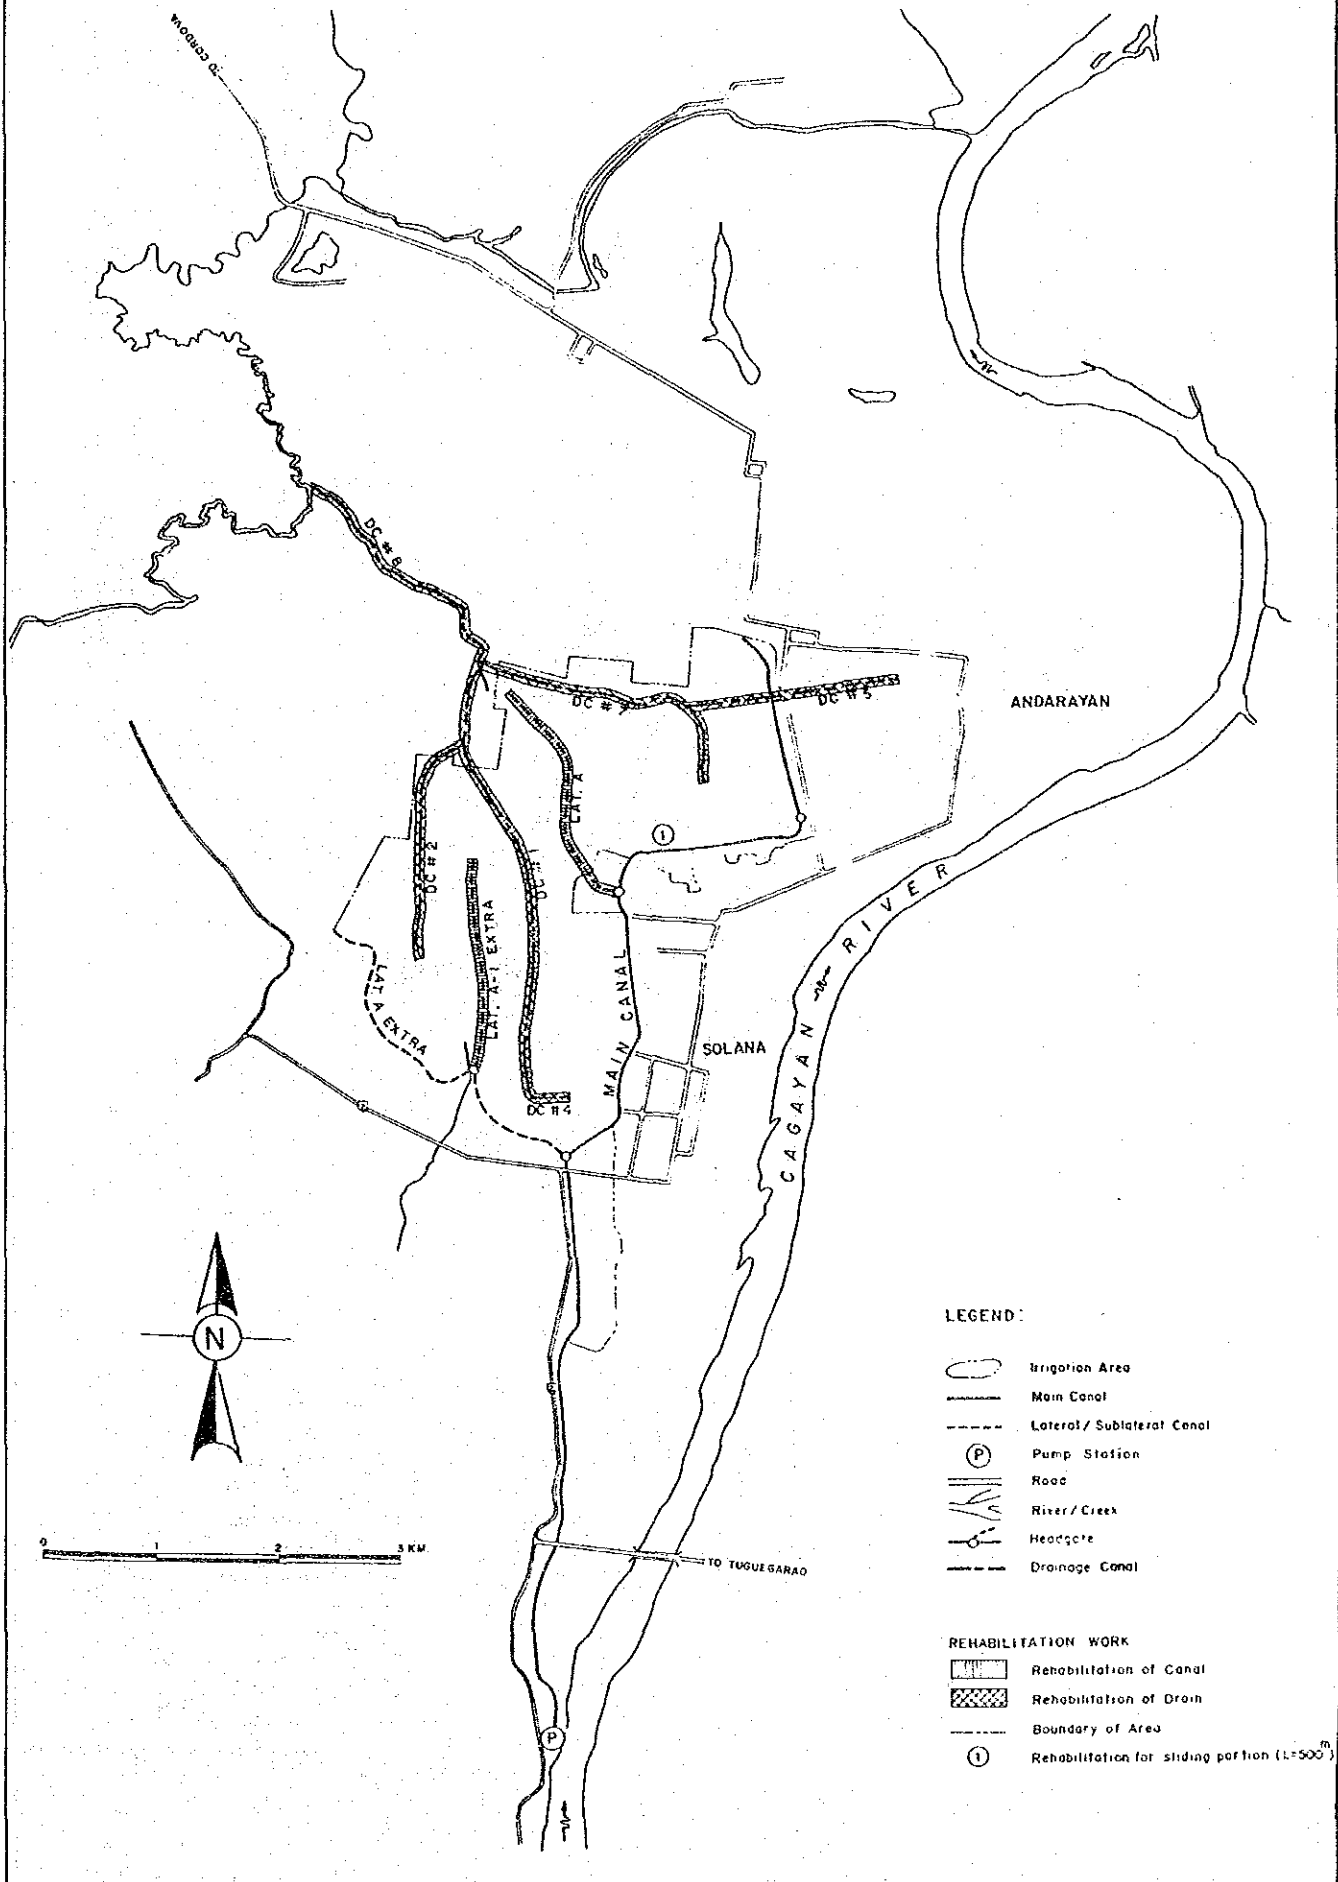 TO CORDOVA
DC # 8
DC # 7
DC # 5
ANDARAYAN
LAT. A
1
DC # 2
DC # 1
LAT. A-1 EXTRA
LAT. A EXTRA
MAIN CANAL
SOLANA
DC # 4
CAGAYAN RIVER
N
LEGEND:
Irrigation Area
Main Canal
Lateral / Sublateral Canal
P Pump Station
Road
River / Creek
Headgate
Drainage Canal
0 1 2 3 KM.
TO TUGUEGARAO
REHABILITATION WORK
Rehabilitation of Canal
Rehabilitation of Drain
Boundary of Area
1 Rehabilitation for sliding portion (L=500m)
P